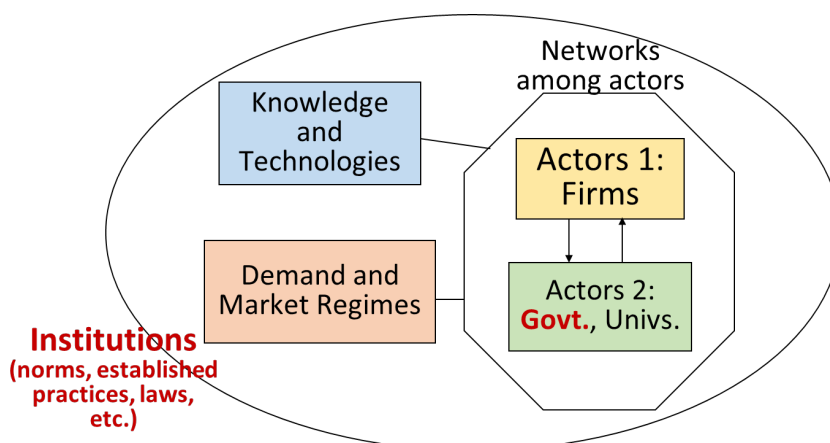 Networks
among actors
Knowledge
and
Technologies
Actors 1:
Firms
Demand and
Market Regimes
Actors 2:
Govt., Univs.
Institutions
(norms, established
practices, laws,
etc.)